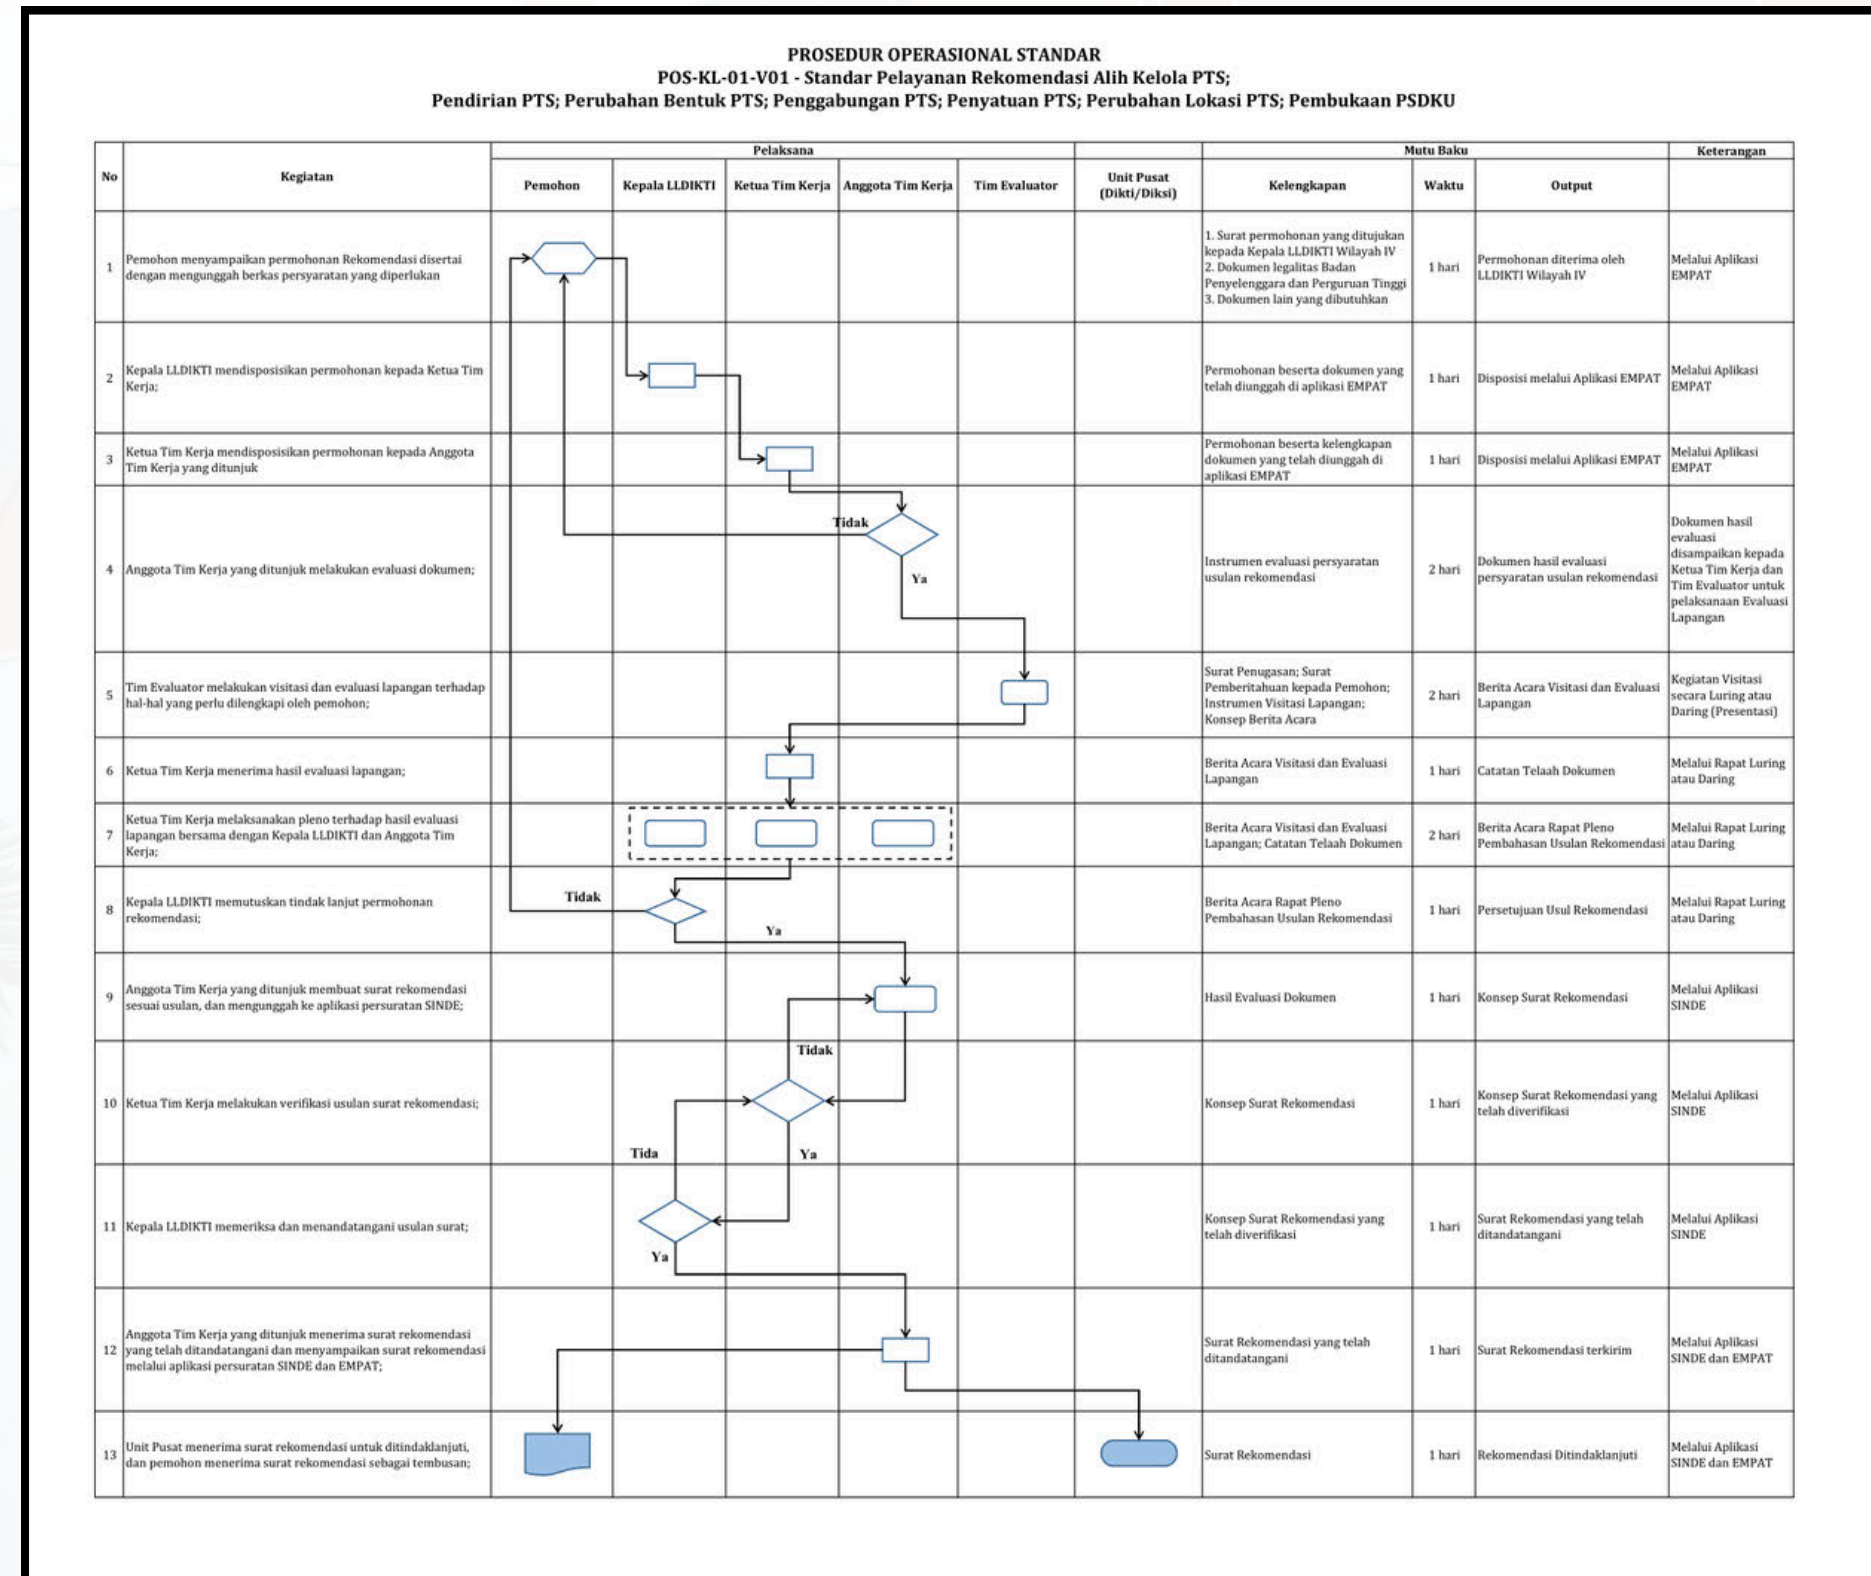 PROSEDUR OPERASIONAL STANDAR
POS-KL-01-V01 - Standar Pelayanan Rekomendasi Alih Kelola PTS;
Pendirian PTS; Perubahan Bentuk PTS; Penggabungan PTS; Penyatuan PTS; Perubahan Lokasi PTS; Pembukaan PSDKU
No
Kegiatan
Pelaksana
Mutu Baku
Keterangan
Pemohon
Kepala LLDIKTI
Ketua Tim Kerja
Anggota Tim Kerja
Tim Evaluator
Unit Pusat
(Dikti/Diksi)
Kelengkapan
Waktu
Output
1
Pemohon menyampaikan permohonan Rekomendasi disertai
dengan mengunggah berkas persyaratan yang diperlukan
1. Surat permohonan yang ditujukan
kepada Kepala LLDIKTI Wilayah IV
2. Dokumen legalitas Badan
Penyelenggara dan Perguruan Tinggi
3. Dokumen lain yang dibutuhkan
1 hari
Permohonan diterima oleh
LLDIKTI Wilayah IV
Melalui Aplikasi
EMPAT
2
Kepala LLDIKTI mendisposisikan permohonan kepada Ketua Tim
Kerja;
Permohonan beserta dokumen yang
telah diunggah di aplikasi EMPAT
1 hari
Disposisi melalui Aplikasi EMPAT
Melalui Aplikasi
EMPAT
3
Ketua Tim Kerja mendisposisikan permohonan kepada Anggota
Tim Kerja yang ditunjuk
Permohonan beserta kelengkapan
dokumen yang telah diunggah di
aplikasi EMPAT
1 hari
Disposisi melalui Aplikasi EMPAT
Melalui Aplikasi
EMPAT
4
Anggota Tim Kerja yang ditunjuk melakukan evaluasi dokumen;
Tidak
Ya
Instrumen evaluasi persyaratan
usulan rekomendasi
2 hari
Dokumen hasil evaluasi
persyaratan usulan rekomendasi
Dokumen hasil
evaluasi
disampaikan kepada
Ketua Tim Kerja dan
Tim Evaluator untuk
pelaksanaan Evaluasi
Lapangan
5
Tim Evaluator melakukan visitasi dan evaluasi lapangan terhadap
hal-hal yang perlu dilengkapi oleh pemohon;
Surat Penugasan; Surat
Pemberitahuan kepada Pemohon;
Instrumen Visitasi Lapangan;
Konsep Berita Acara
2 hari
Berita Acara Visitasi dan Evaluasi
Lapangan
Kegiatan Visitasi
secara Luring atau
Daring (Presentasi)
6
Ketua Tim Kerja menerima hasil evaluasi lapangan;
Berita Acara Visitasi dan Evaluasi
Lapangan
1 hari
Catatan Telaah Dokumen
Melalui Rapat Luring
atau Daring
7
Ketua Tim Kerja melaksanakan pleno terhadap hasil evaluasi
lapangan bersama dengan Kepala LLDIKTI dan Anggota Tim
Kerja;
Berita Acara Visitasi dan Evaluasi
Lapangan; Catatan Telaah Dokumen
2 hari
Berita Acara Rapat Pleno
Pembahasan Usulan Rekomendasi
Melalui Rapat Luring
atau Daring
8
Kepala LLDIKTI memutuskan tindak lanjut permohonan
rekomendasi;
Tidak
Ya
Berita Acara Rapat Pleno
Pembahasan Usulan Rekomendasi
1 hari
Persetujuan Usul Rekomendasi
Melalui Rapat Luring
atau Daring
9
Anggota Tim Kerja yang ditunjuk membuat surat rekomendasi
sesuai usulan, dan mengunggah ke aplikasi persuratan SINDE;
Hasil Evaluasi Dokumen
1 hari
Konsep Surat Rekomendasi
Melalui Aplikasi
SINDE
10
Ketua Tim Kerja melakukan verifikasi usulan surat rekomendasi;
Tidak
Tida
Ya
Konsep Surat Rekomendasi
1 hari
Konsep Surat Rekomendasi yang
telah diverifikasi
Melalui Aplikasi
SINDE
11
Kepala LLDIKTI memeriksa dan menandatangani usulan surat;
Ya
Konsep Surat Rekomendasi yang
telah diverifikasi
1 hari
Surat Rekomendasi yang telah
ditandatangani
Melalui Aplikasi
SINDE
12
Anggota Tim Kerja yang ditunjuk menerima surat rekomendasi
yang telah ditandatangani dan menyampaikan surat rekomendasi
melalui aplikasi persuratan SINDE dan EMPAT;
Surat Rekomendasi yang telah
ditandatangani
1 hari
Surat Rekomendasi terkirim
Melalui Aplikasi
SINDE dan EMPAT
13
Unit Pusat menerima surat rekomendasi untuk ditindaklanjuti,
dan pemohon menerima surat rekomendasi sebagai tembusan;
Surat Rekomendasi
1 hari
Rekomendasi Ditindaklanjuti
Melalui Aplikasi
SINDE dan EMPAT